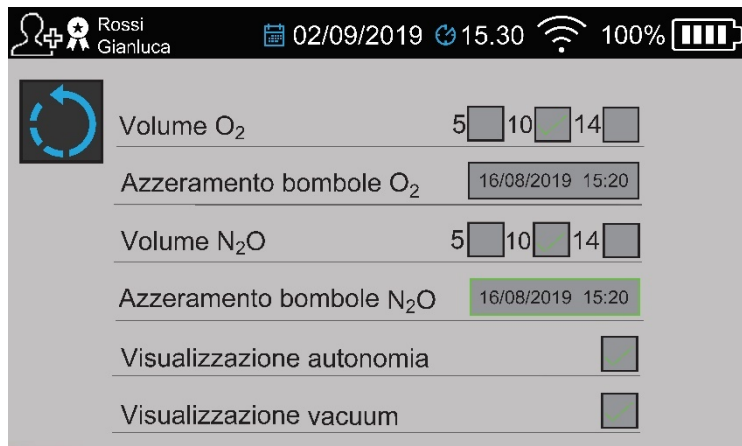 Rossi
Gianluca
02/09/2019 15.30 100%
Volume O₂ 5 10 14
Azzeramento bombole O₂ 16/08/2019 15:20
Volume N₂O 5 10 14
Azzeramento bombole N₂O 16/08/2019 15:20
Visualizzazione autonomia
Visualizzazione vacuum